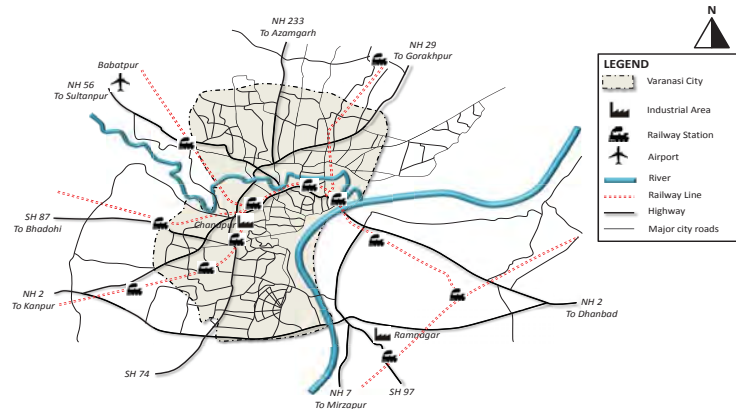 NH 233
To Azamgarh
NH 29
To Gorakhpur
Babatpur
NH 56
To Sultanpur
SH 87
To Bhadohi
Chandpur
NH 2
To Kanpur
NH 2
To Dhanbad
Ramnagar
SH 74
NH 7
To Mirzapur
SH 97
N
LEGEND
Varanasi City
Industrial Area
Railway Station
Airport
River
Railway Line
Highway
Major city roads